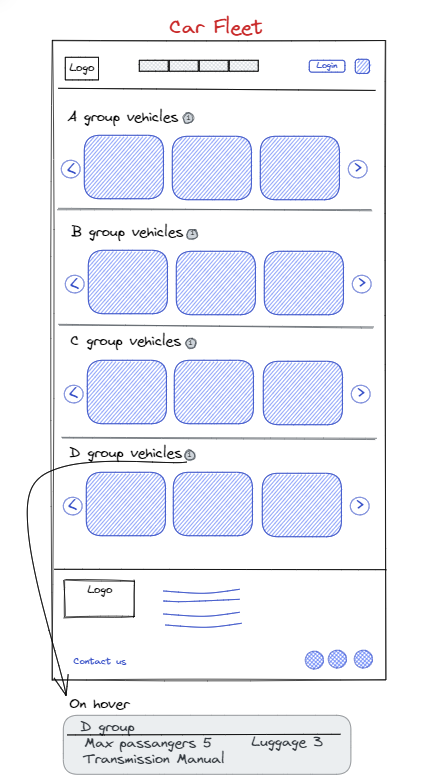 Car Fleet
Logo
Login
A group vehicles i
< >
B group vehicles i
< >
C group vehicles i
< >
D group vehicles i
< >
Logo
Contact us
On hover
D group
Max passangers 5 Luggage 3
Transmission Manual